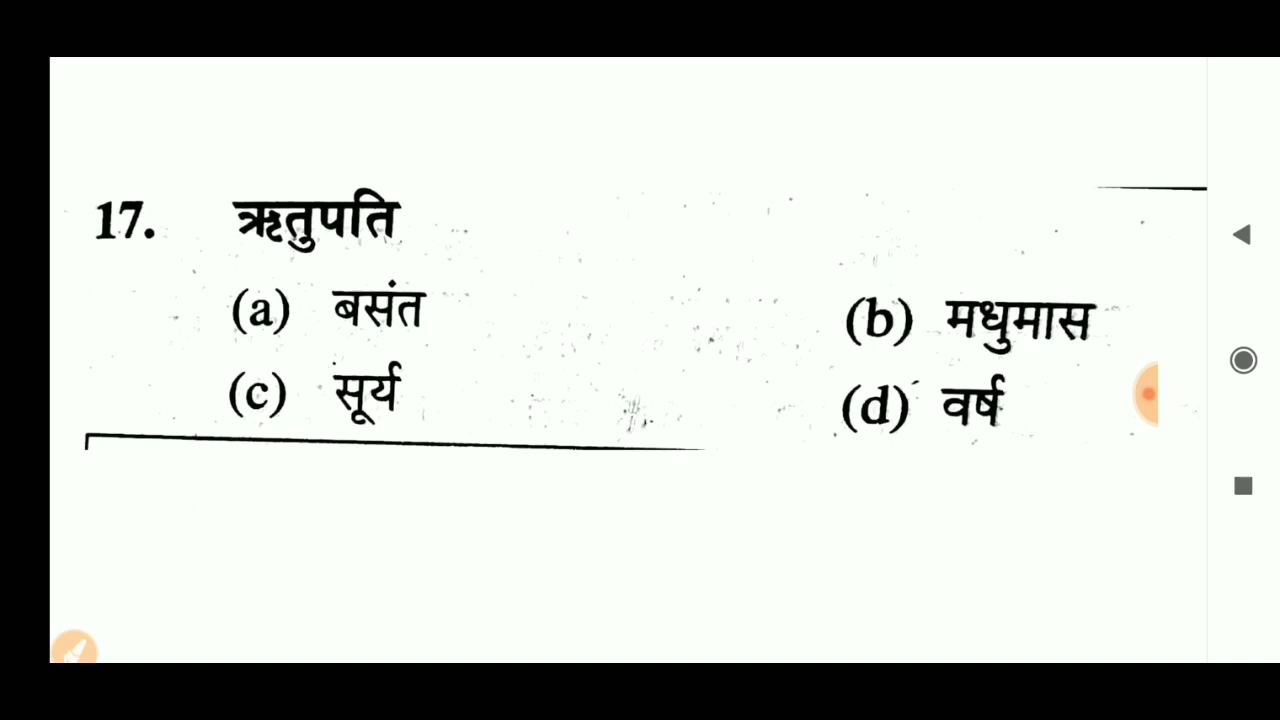 17. ऋतुपति
(a) बसंत (b) मधुमास
(c) सूर्य (d) वर्ष